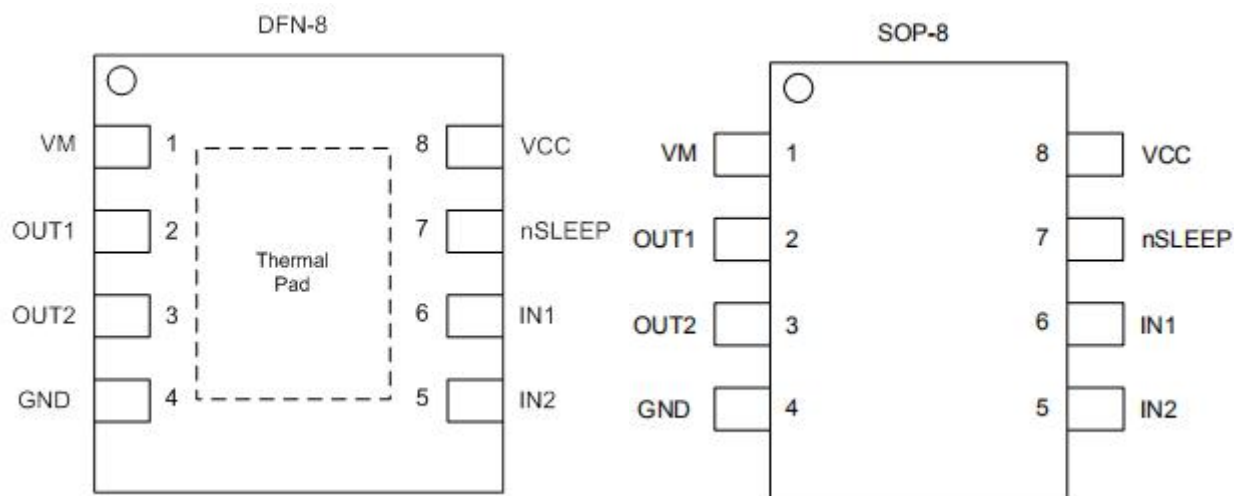 DFN-8
VM 1 8 VCC
OUT1 2 7 nSLEEP
Thermal
Pad
OUT2 3 6 IN1
GND 4 5 IN2
SOP-8
VM 1 8 VCC
OUT1 2 7 nSLEEP
OUT2 3 6 IN1
GND 4 5 IN2